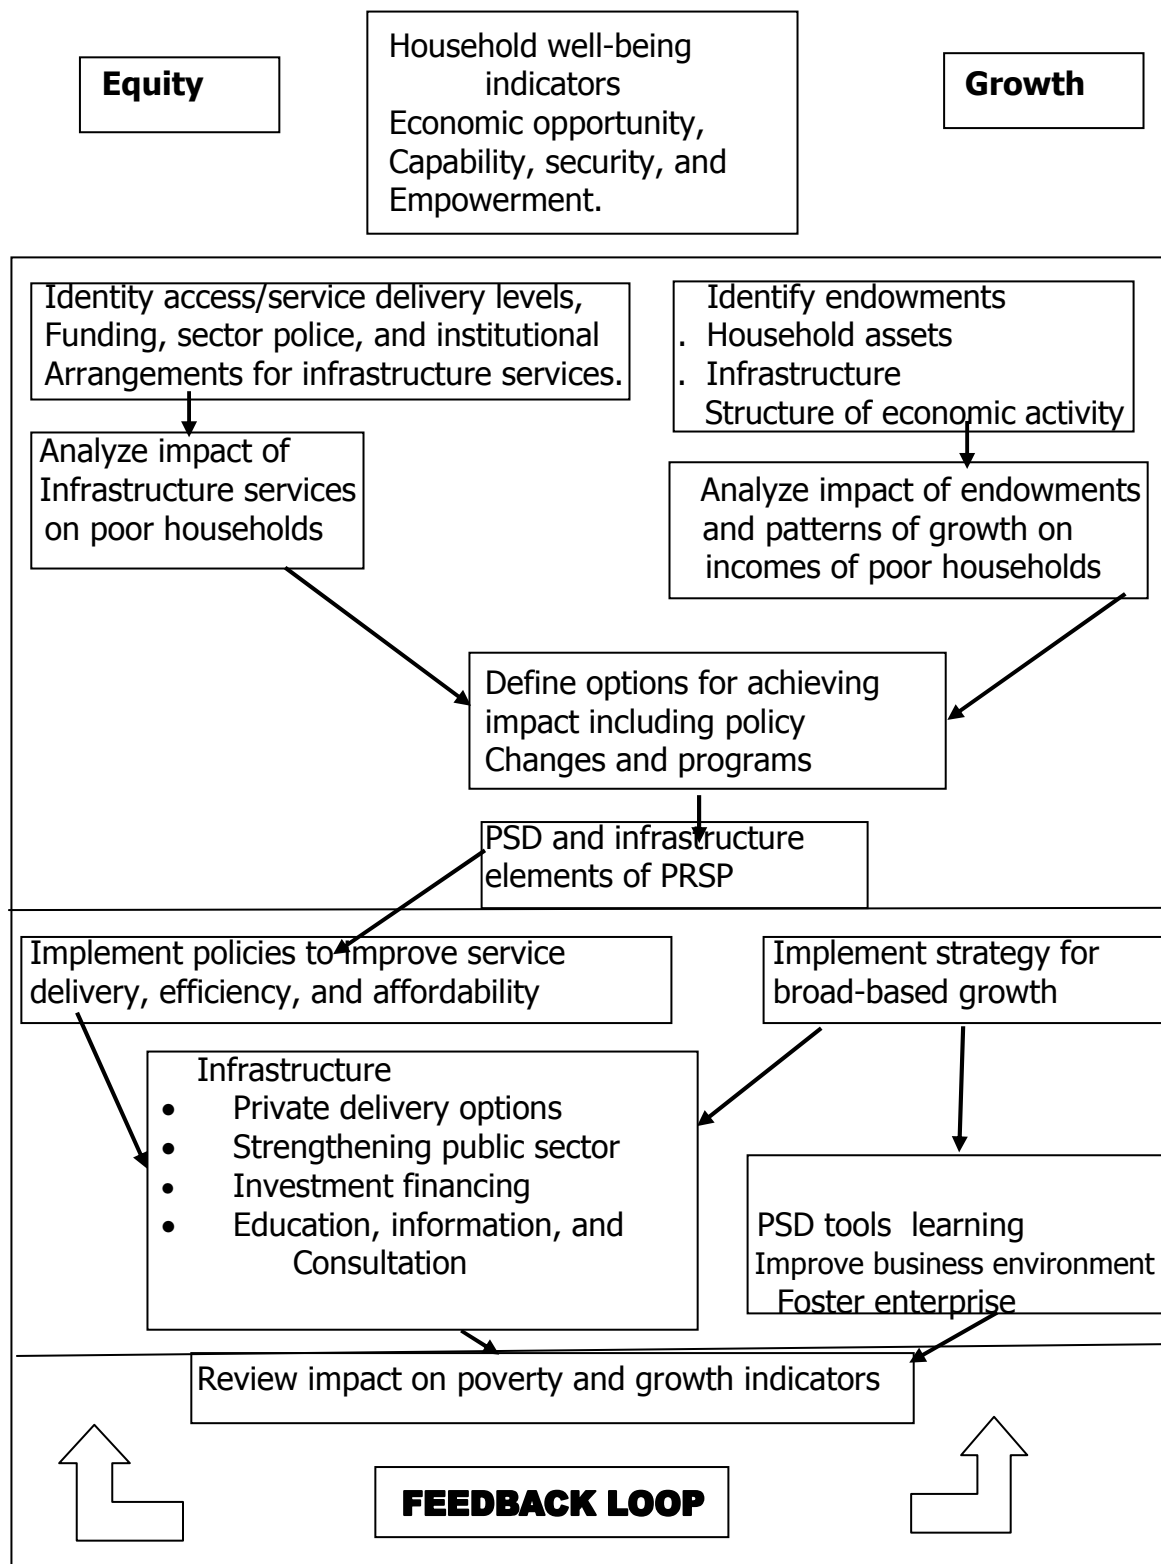 Equity
Household well-being
indicators
Economic opportunity,
Capability, security, and
Empowerment.
Growth
Identity access/service delivery levels,
Funding, sector police, and institutional
Arrangements for infrastructure services.
Identify endowments
. Household assets
. Infrastructure
Structure of economic activity
Analyze impact of
Infrastructure services
on poor households
Analyze impact of endowments
and patterns of growth on
incomes of poor households
Define options for achieving
impact including policy
Changes and programs
PSD and infrastructure
elements of PRSP
Implement policies to improve service
delivery, efficiency, and affordability
Implement strategy for
broad-based growth
Infrastructure
• Private delivery options
• Strengthening public sector
• Investment financing
• Education, information, and
Consultation
PSD tools learning
Improve business environment
Foster enterprise
Review impact on poverty and growth indicators
FEEDBACK LOOP